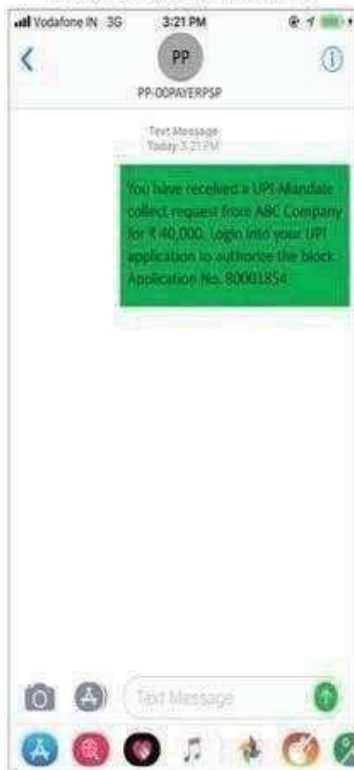 Vodafone IN 3G 3:21 PM
PP
PP-00PAYERPSP
Text Message
Today 3:21 PM
You have received a UPI-Mandate
collect request from ABC Company
for ₹ 40,000. Login into your UPI
application to authorize the block.
Application No. 80001854
Text Message